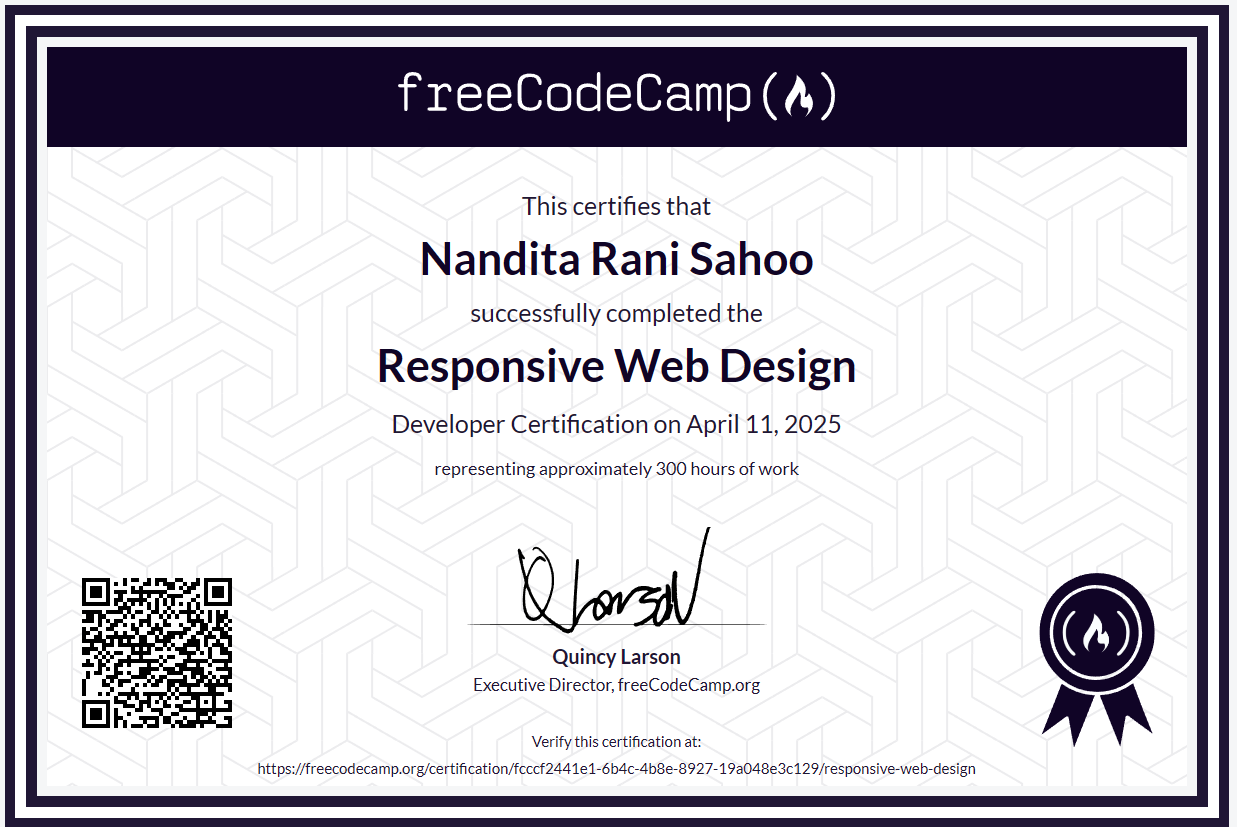 freeCodeCamp
This certifies that
Nandita Rani Sahoo
successfully completed the
Responsive Web Design
Developer Certification on April 11, 2025
representing approximately 300 hours of work
Q Larson
Quincy Larson
Executive Director, freeCodeCamp.org
Verify this certification at:
https://freecodecamp.org/certification/fcccf2441e1-6b4c-4b8e-8927-19a048e3c129/responsive-web-design